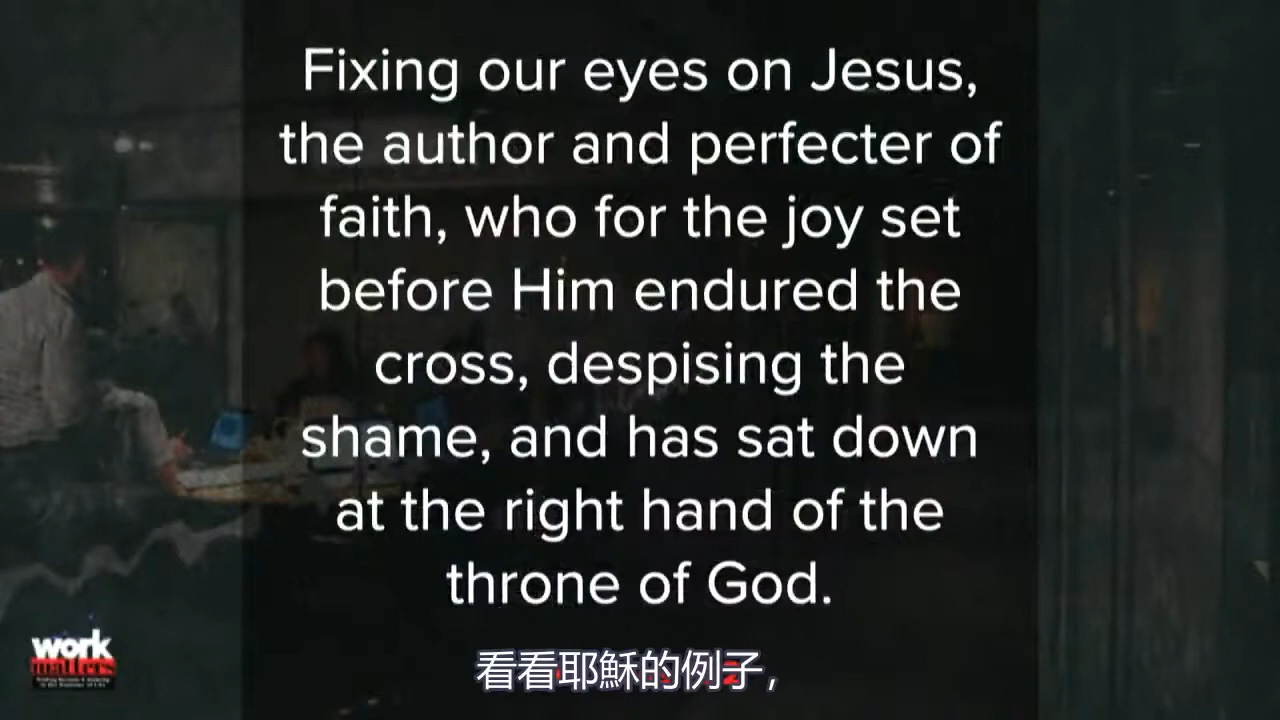 Fixing our eyes on Jesus,
the author and perfecter of
faith, who for the joy set
before Him endured the
cross, despising the
shame, and has sat down
at the right hand of the
throne of God.
看看耶穌的例子,
work
matters